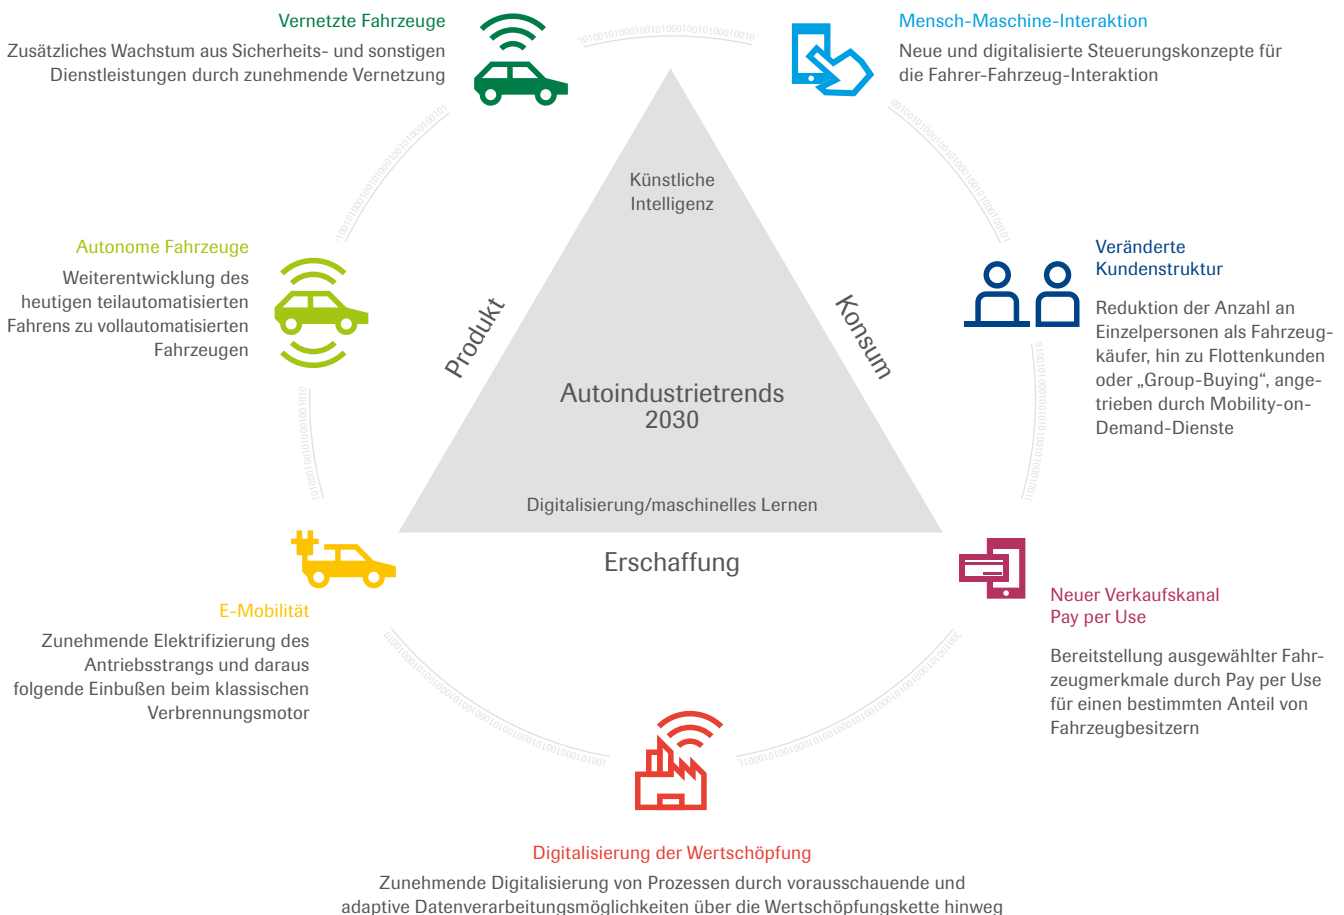 Vernetzte Fahrzeuge
Zusätzliches Wachstum aus Sicherheits- und sonstigen
Dienstleistungen durch zunehmende Vernetzung
Mensch-Maschine-Interaktion
Neue und digitalisierte Steuerungskonzepte für
die Fahrer-Fahrzeug-Interaktion
Künstliche
Intelligenz
Autonome Fahrzeuge
Weiterentwicklung des
heutigen teilautomatisierten
Fahrens zu vollautomatisierten
Fahrzeugen
Produkt
Konsum
Veränderte
Kundenstruktur
Reduktion der Anzahl an
Einzelpersonen als Fahrzeug-
käufer, hin zu Flottenkunden
oder „Group-Buying“, ange-
trieben durch Mobility-on-
Demand-Dienste
Autoindustrietrends
2030
Digitalisierung/maschinelles Lernen
Erschaffung
E-Mobilität
Zunehmende Elektrifizierung des
Antriebsstrangs und daraus
folgende Einbußen beim klassischen
Verbrennungsmotor
Neuer Verkaufskanal
Pay per Use
Bereitstellung ausgewählter Fahr-
zeugmerkmale durch Pay per Use
für einen bestimmten Anteil von
Fahrzeugbesitzern
Digitalisierung der Wertschöpfung
Zunehmende Digitalisierung von Prozessen durch vorausschauende und
adaptive Datenverarbeitungsmöglichkeiten über die Wertschöpfungskette hinweg